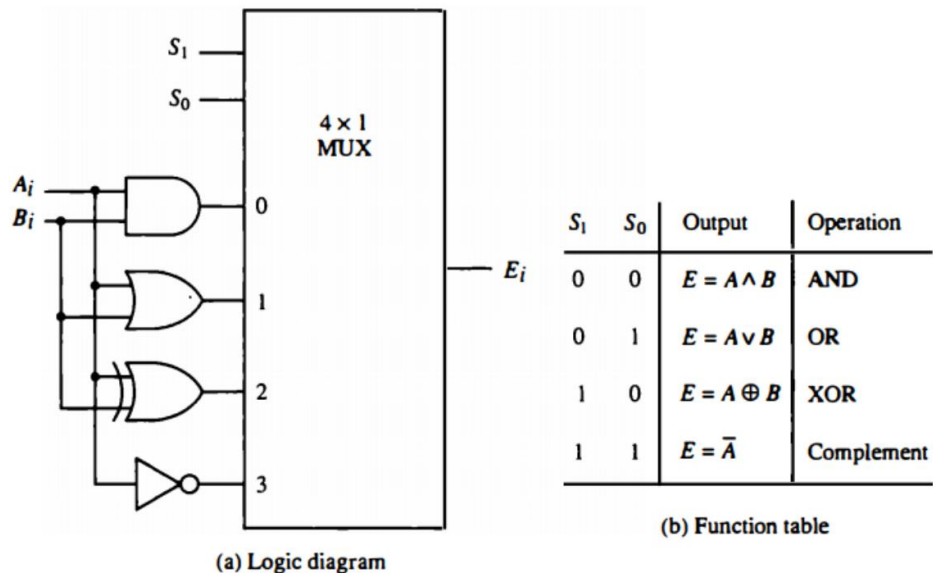 S₁
S₀
4 × 1
MUX
Aᵢ
Bᵢ
0
1
2
3
Eᵢ
(a) Logic diagram
S₁ S₀ Output Operation
0 0 E = A ∧ B AND
0 1 E = A ∨ B OR
1 0 E = A ⊕ B XOR
1 1 E = A̅ Complement
(b) Function table